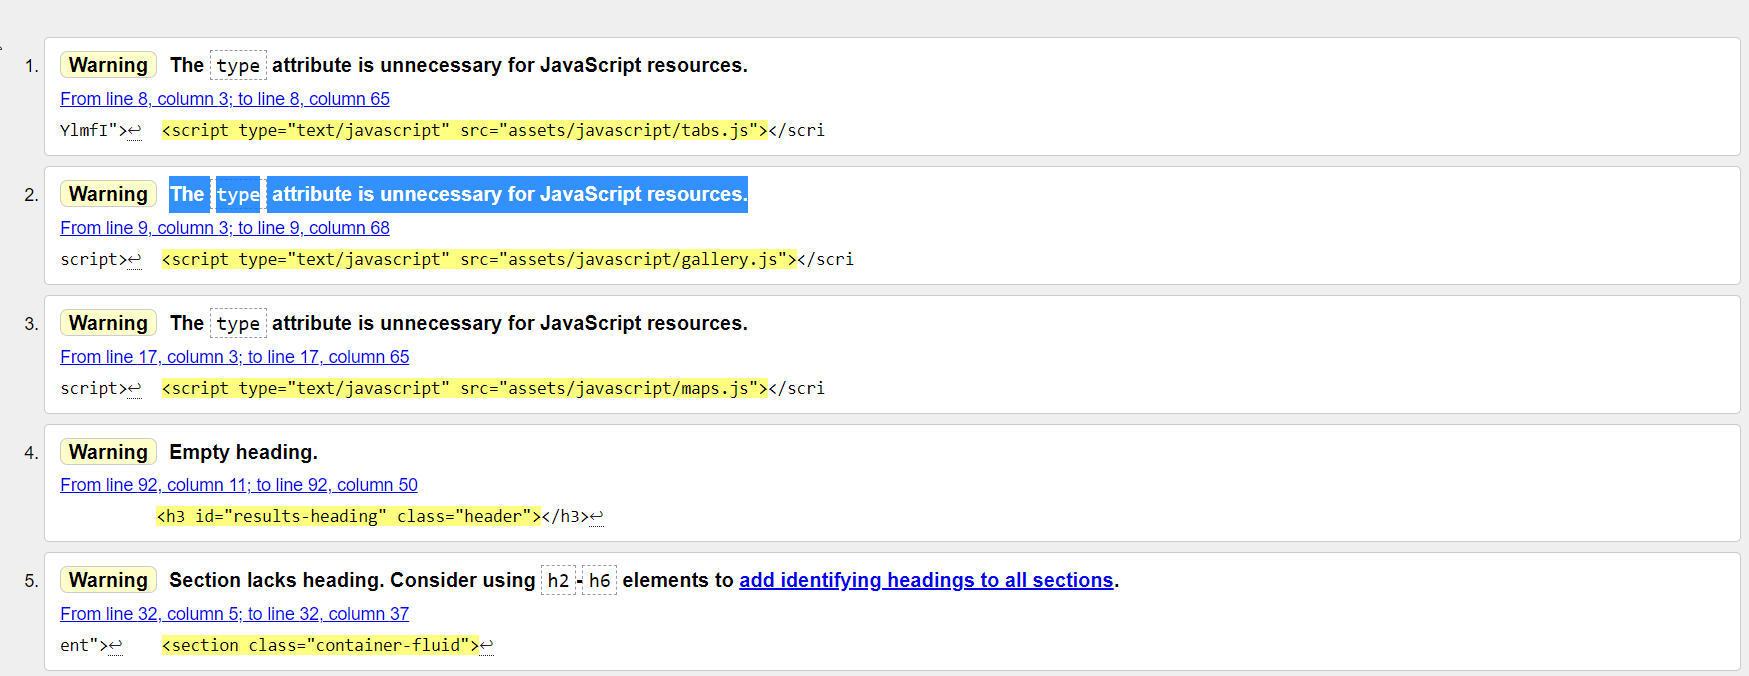 1. Warning The type attribute is unnecessary for JavaScript resources.
From line 8, column 3; to line 8, column 65
YlmfI">↩ <script type="text/javascript" src="assets/javascript/tabs.js"></scri
2. Warning The type attribute is unnecessary for JavaScript resources.
From line 9, column 3; to line 9, column 68
script>↩ <script type="text/javascript" src="assets/javascript/gallery.js"></scri
3. Warning The type attribute is unnecessary for JavaScript resources.
From line 17, column 3; to line 17, column 65
script>↩ <script type="text/javascript" src="assets/javascript/maps.js"></scri
4. Warning Empty heading.
From line 92, column 11; to line 92, column 50
<h3 id="results-heading" class="header"></h3>↩
5. Warning Section lacks heading. Consider using h2-h6 elements to add identifying headings to all sections.
From line 32, column 5; to line 32, column 37
ent">↩ <section class="container-fluid">↩